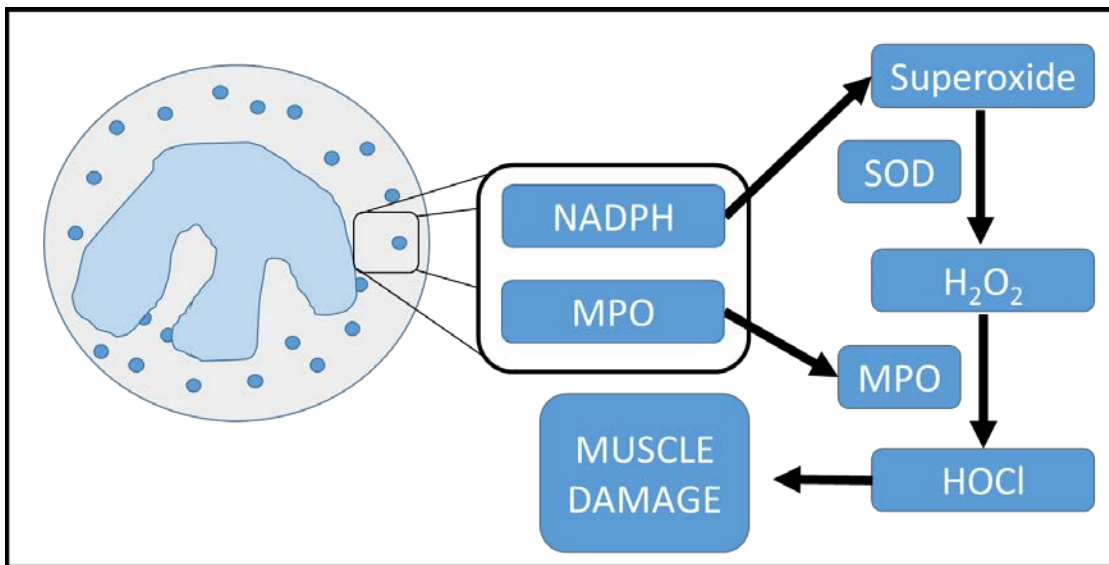 NADPH
MPO
Superoxide
SOD
H₂O₂
MPO
HOCl
MUSCLE
DAMAGE